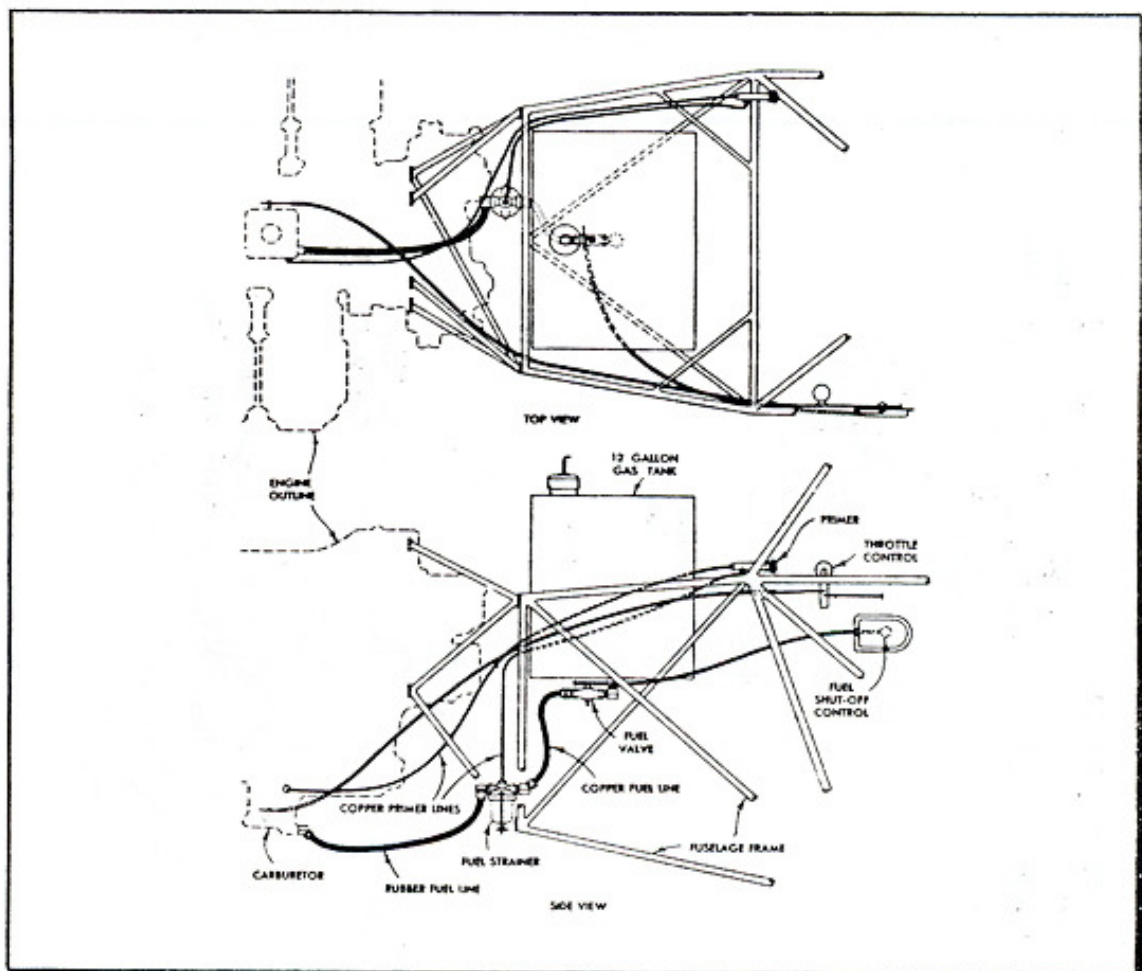 TOP VIEW
12 GALLON
GAS TANK
ENGINE
OUTLINE
PRIMER
THROTTLE
CONTROL
FUEL
SHUT-OFF
CONTROL
FUEL
VALVE
COPPER FUEL LINE
COPPER PRIMER LINES
FUSELAGE FRAME
FUEL STRAINER
CARBURETOR
RUBBER FUEL LINE
SIDE VIEW